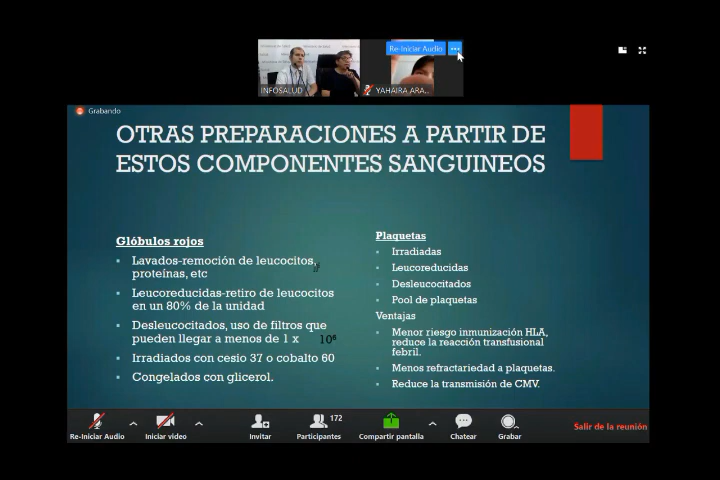 Re-Iniciar Audio
INFOSALUD
YAHAIRA ARA...
Grabando
OTRAS PREPARACIONES A PARTIR DE
ESTOS COMPONENTES SANGUINEOS
Glóbulos rojos
Lavados-remoción de leucocitos,
proteínas, etc
Leucoreducidas-retiro de leucocitos
en un 80% de la unidad
Desleucocitados, uso de filtros que
pueden llegar a menos de 1 x 10⁶
Irradiados con cesio 37 o cobalto 60
Congelados con glicerol.
Plaquetas
Irradiadas
Leucoreducidas
Desleucocitados
Pool de plaquetas
Ventajas
Menor riesgo inmunización HLA,
reduce la reacción transfusional
febril.
Menos refractariedad a plaquetas.
Reduce la transmisión de CMV.
Re-Iniciar Audio
Iniciar video
Invitar
172
Participantes
Compartir pantalla
Chatear
Grabar
Salir de la reunión